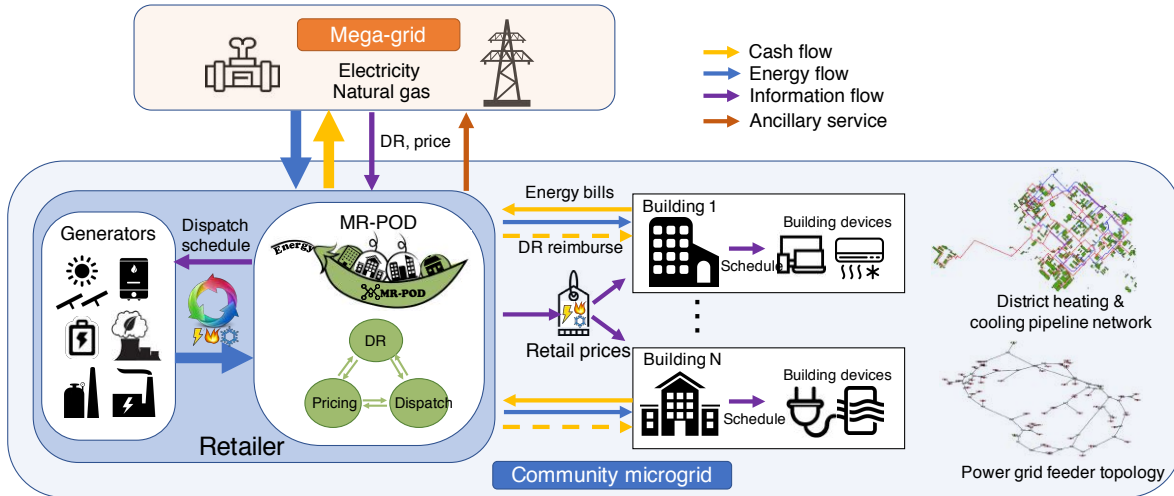 Mega-grid
Electricity
Natural gas
Cash flow
Energy flow
Information flow
Ancillary service
DR, price
Generators
Dispatch
schedule
MR-POD
Energy
MR-POD
DR
Pricing
Dispatch
Retailer
Energy bills
DR reimburse
Retail prices
Building 1
Schedule
Building devices
Building N
Schedule
Building devices
District heating &
cooling pipeline network
Power grid feeder topology
Community microgrid